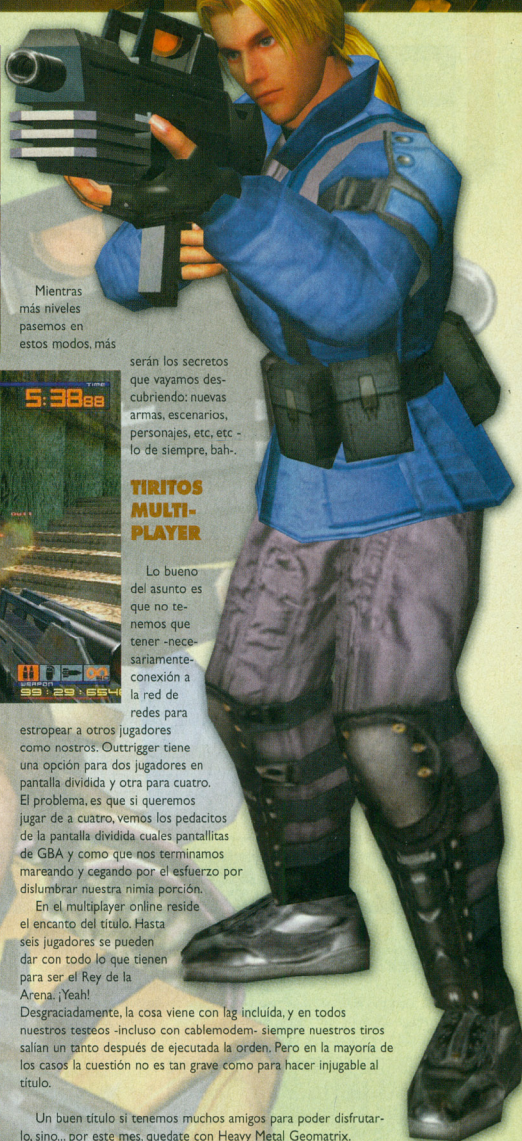 Mientras
más niveles
pasemos en
estos modos, más
serán los secretos
que vayamos des-
cubriendo: nuevas
armas, escenarios,
personajes, etc, etc -
lo de siempre, bah-.
TIME
5:3888
OUT!
WEAPON
99:29:554
TIRITOS
MULTI-
PLAYER
Lo bueno
del asunto es
que no te-
nemos que
tener -nece-
sariamente-
conexión a
la red de
redes para
estropear a otros jugadores
como nostros. Outtrigger tiene
una opción para dos jugadores en
pantalla dividida y otra para cuatro.
El problema, es que si queremos
jugar de a cuatro, vemos los pedacitos
de la pantalla dividida cuales pantallitas
de GBA y como que nos terminamos
mareando y cegando por el esfuerzo por
dislumbrar nuestra nimia porción.
En el multiplayer online reside
el encanto del título. Hasta
seis jugadores se pueden
dar con todo lo que tienen
para ser el Rey de la
Arena. ¡Yeah!
Desgraciadamente, la cosa viene con lag incluída, y en todos
nuestros testeos -incluso con cablemodem- siempre nuestros tiros
salían un tanto después de ejecutada la orden. Pero en la mayoría de
los casos la cuestión no es tan grave como para hacer injugable al
título.
Un buen título si tenemos muchos amigos para poder disfrutar-
lo, sino... por este mes, quedate con Heavy Metal Geomatrix.